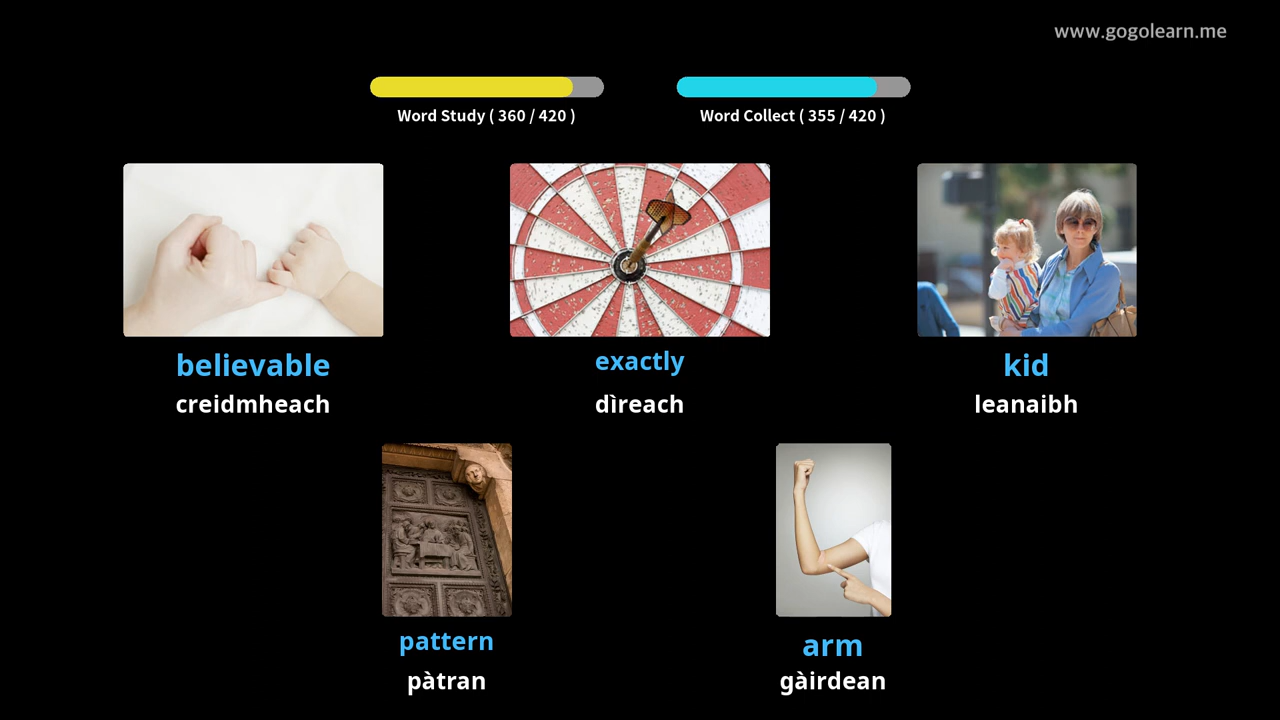 www.gogolearn.me
Word Study ( 360 / 420 )
Word Collect ( 355 / 420 )
believable
creidmheach
exactly
dìreach
kid
leanaibh
pattern
pàtran
arm
gàirdean